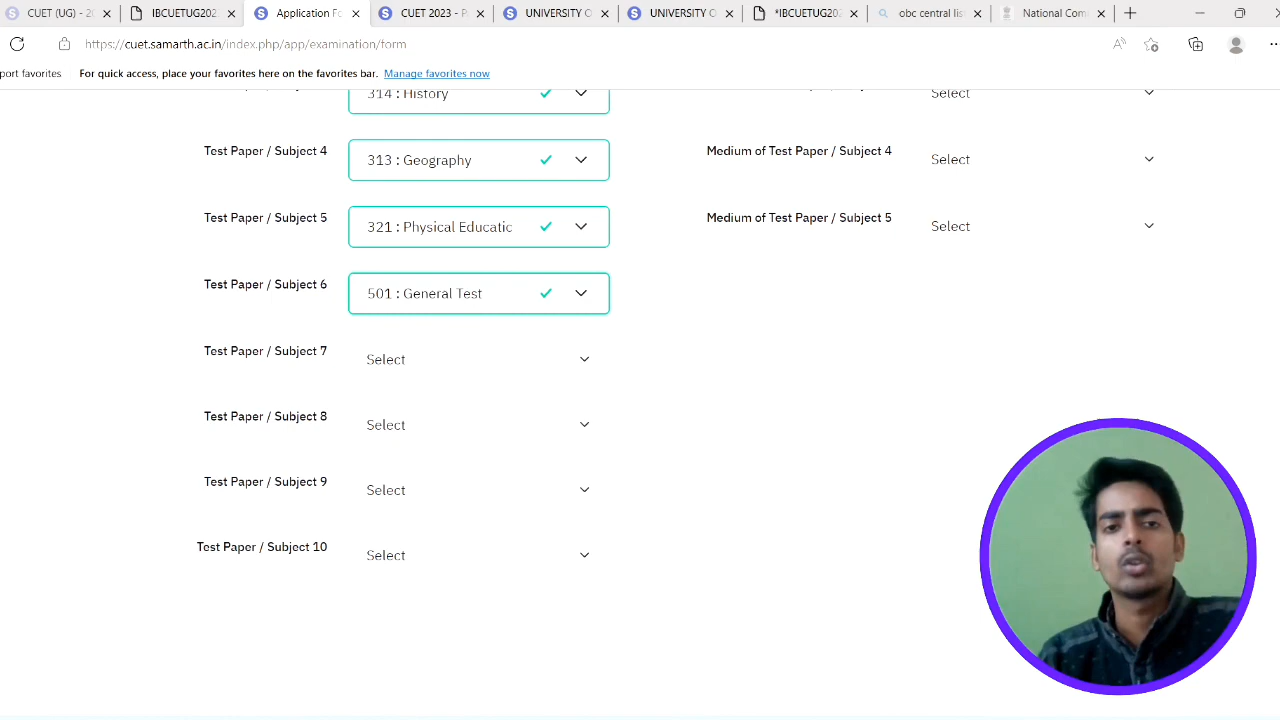 CUET (UG) - 20
IBCUETUG202
Application Fo
CUET 2023 - Pa
UNIVERSITY O
UNIVERSITY O
*IBCUETUG20
obc central lis
National Com
https://cuet.samarth.ac.in/index.php/app/examination/form
port favorites
For quick access, place your favorites here on the favorites bar. Manage favorites now
314 : History
Select
Test Paper / Subject 4
313 : Geography
Medium of Test Paper / Subject 4
Select
Test Paper / Subject 5
321 : Physical Educatic
Medium of Test Paper / Subject 5
Select
Test Paper / Subject 6
501 : General Test
Test Paper / Subject 7
Select
Test Paper / Subject 8
Select
Test Paper / Subject 9
Select
Test Paper / Subject 10
Select